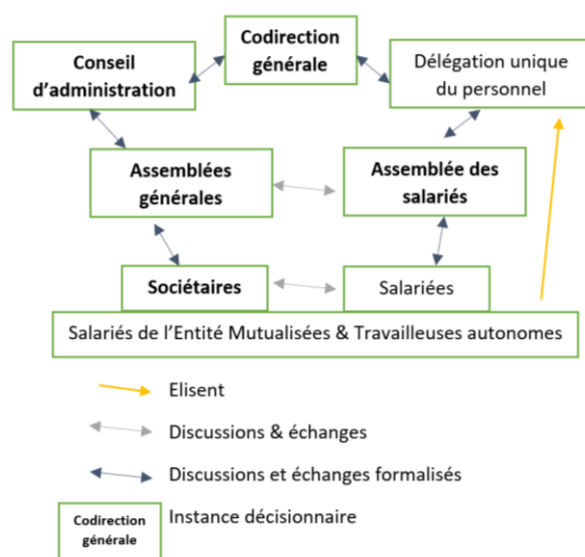 Codirection
générale
Conseil
d'administration
Délégation unique
du personnel
Assemblées
générales
Assemblée des
salariés
Sociétaires
Salariées
Salariés de l'Entité Mutualisées & Travailleuses autonomes
Elisent
Discussions & échanges
Discussions et échanges formalisés
Codirection
générale
Instance décisionnaire